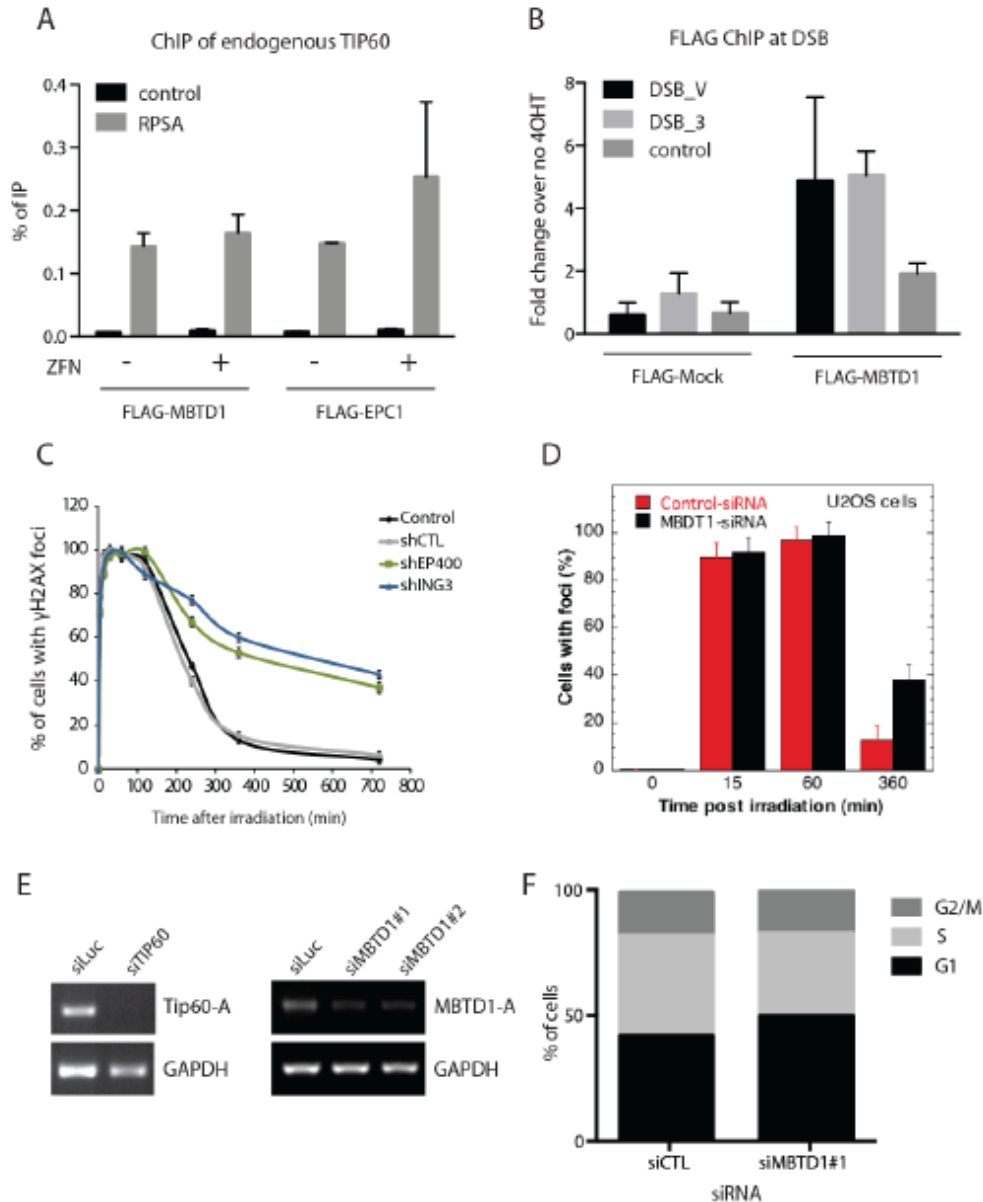 A
ChIP of endogenous TIP60
control
RPSA
% of IP
0.4
0.3
0.2
0.1
0.0
ZFN - + - +
FLAG-MBTD1 FLAG-EPC1
B
FLAG ChIP at DSB
DSB_V
DSB_3
control
Fold change over no 4OHT
8
6
4
2
0
FLAG-Mock FLAG-MBTD1
C
% of cells with γH2AX foci
120
100
80
60
40
20
0
Control
shCTL
shEP400
shING3
0 100 200 300 400 500 600 700 800
Time after irradiation (min)
D
Control-siRNA U2OS cells
MBDT1-siRNA
Cells with foci (%)
100
80
60
40
20
0
0 15 60 360
Time post irradiation (min)
E
siLuc siTIP60
Tip60-A
GAPDH
siLuc siMBTD1#1 siMBTD1#2
MBTD1-A
GAPDH
F
% of cells
100
50
0
G2/M
S
G1
siCTL siMBTD1#1
siRNA